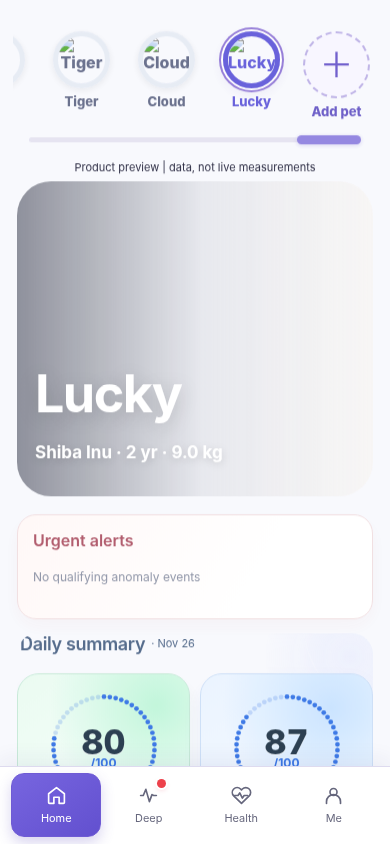 Tiger
Cloud
Lucky
Tiger
Cloud
Lucky
Add pet
Product preview | data, not live measurements
Lucky
Shiba Inu · 2 yr · 9.0 kg
Urgent alerts
No qualifying anomaly events
Daily summary · Nov 26
80
/100
87
/100
Home
Deep
Health
Me